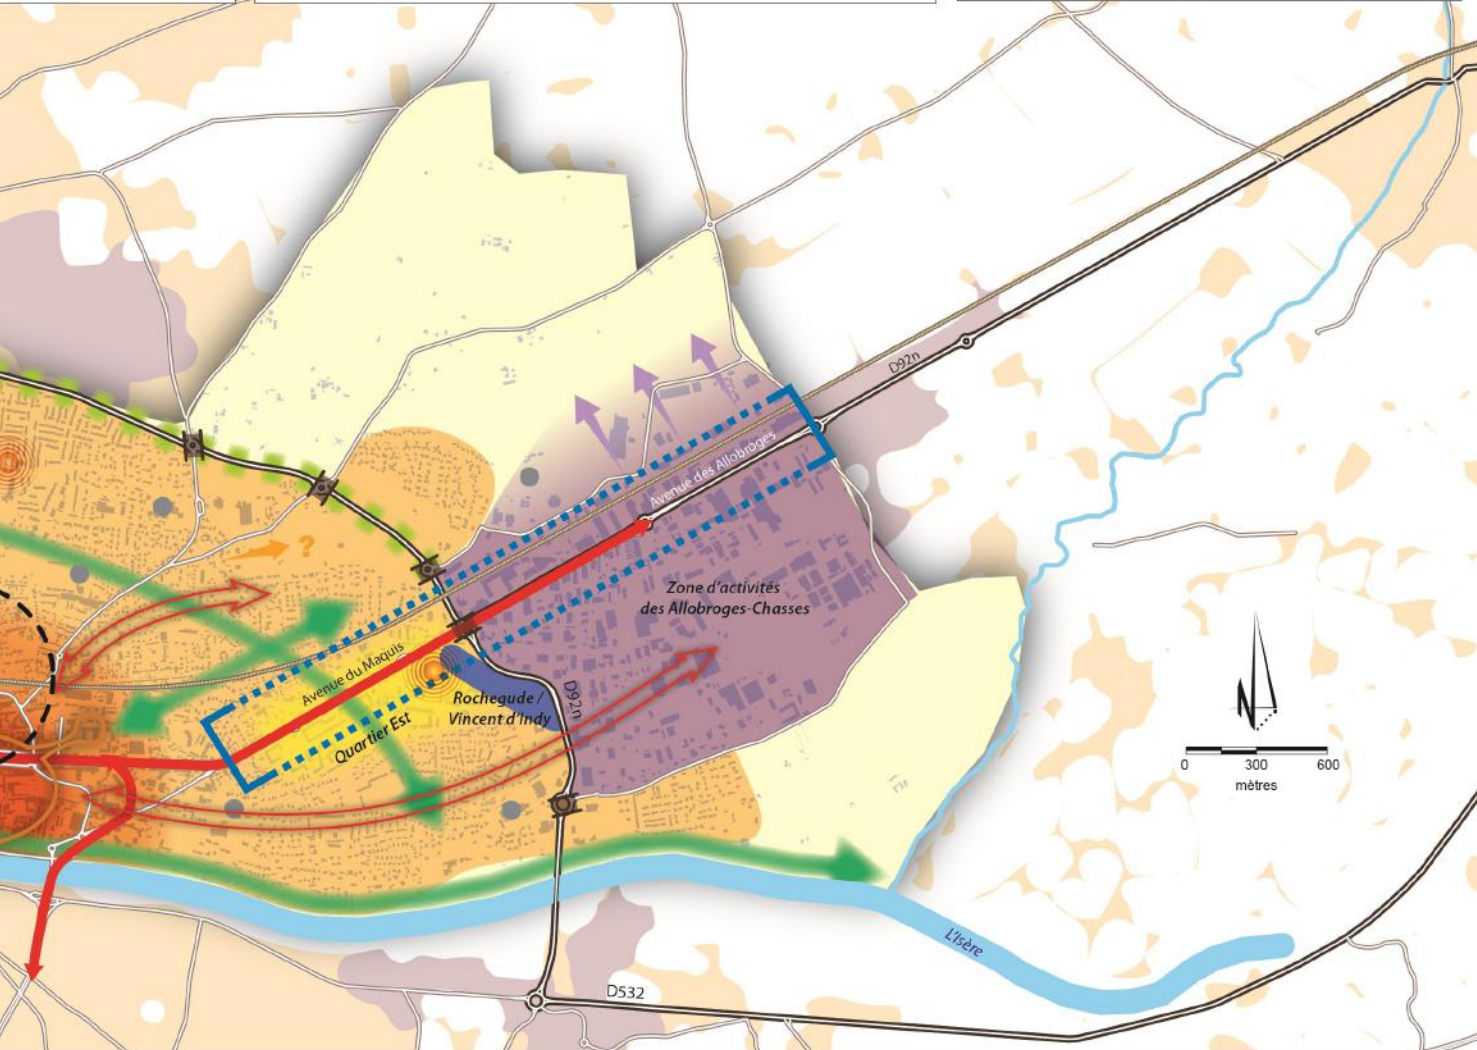 D92n
Avenue des Allobroges
?
Zone d'activités
des Allobroges-Chasses
Avenue du Maquis
Rochegude /
Vincent d'Indy
D92n
Quartier Est
N
0 300 600
mètres
L'Isère
D532